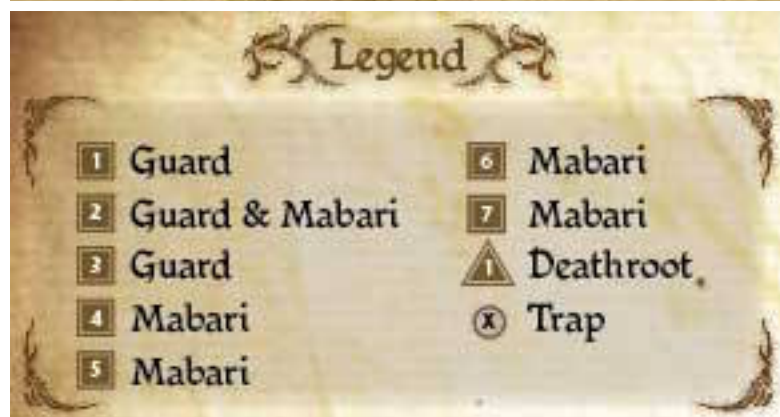 Legend
1 Guard
2 Guard & Mabari
3 Guard
4 Mabari
5 Mabari
6 Mabari
7 Mabari
1 Deathroot
X Trap